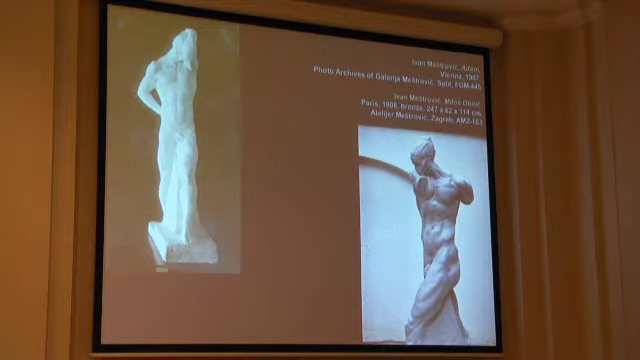 Ivan Meštrović, Adam,
Vienna, 1907,
Photo Archives of Galerija Meštrović, Split, FGM-445
Ivan Meštrović, Miloš Obilić
Paris, 1908, bronze, 247 x 62 x 114 cm,
Atelijer Meštrović, Zagreb, AMZ-163